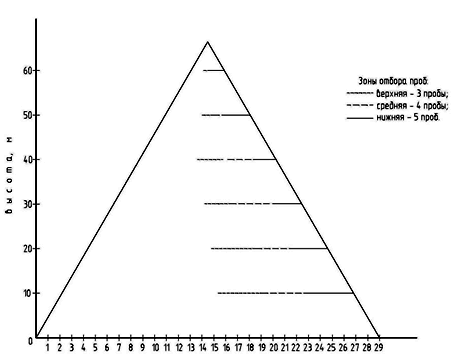 высота, м
60
50
40
30
20
10
0
1 2 3 4 5 6 7 8 9 10 11 12 13 14 15 16 17 18 19 20 21 22 23 24 25 26 27 28 29
Зоны отбора проб:
верхняя - 3 пробы;
средняя - 4 пробы;
нижняя - 5 проб.